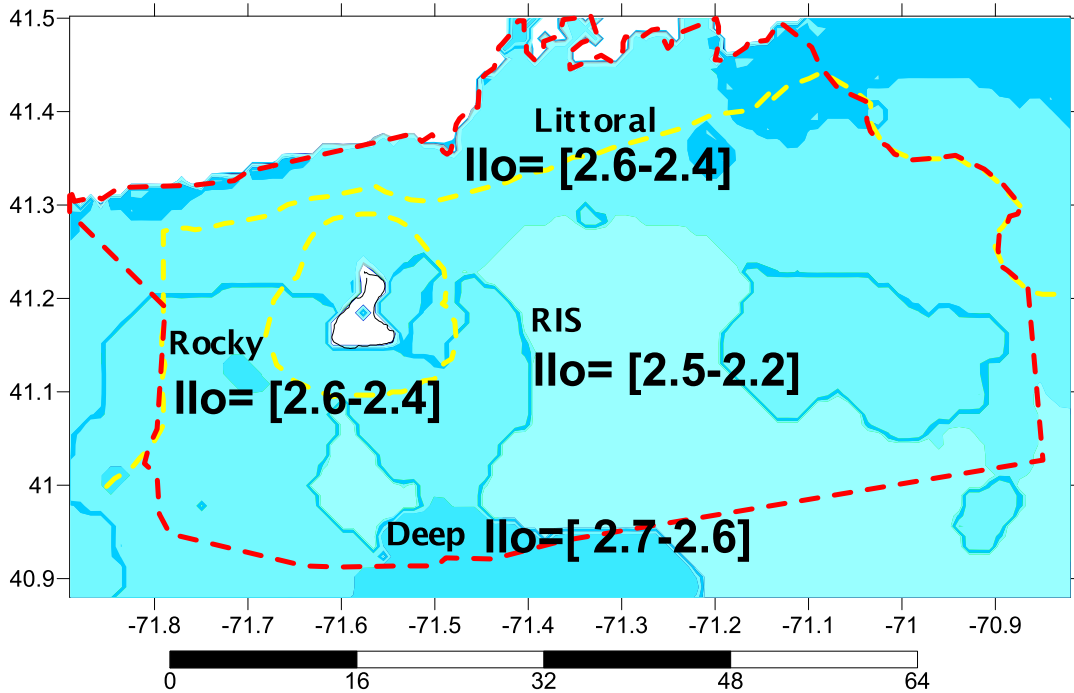 41.5
41.4
41.3
41.2
41.1
41
40.9
Littoral
IIo= [2.6-2.4]
RIS
IIo= [2.5-2.2]
Rocky
IIo= [2.6-2.4]
Deep IIo=[ 2.7-2.6]
-71.8 -71.7 -71.6 -71.5 -71.4 -71.3 -71.2 -71.1 -71 -70.9
0 16 32 48 64